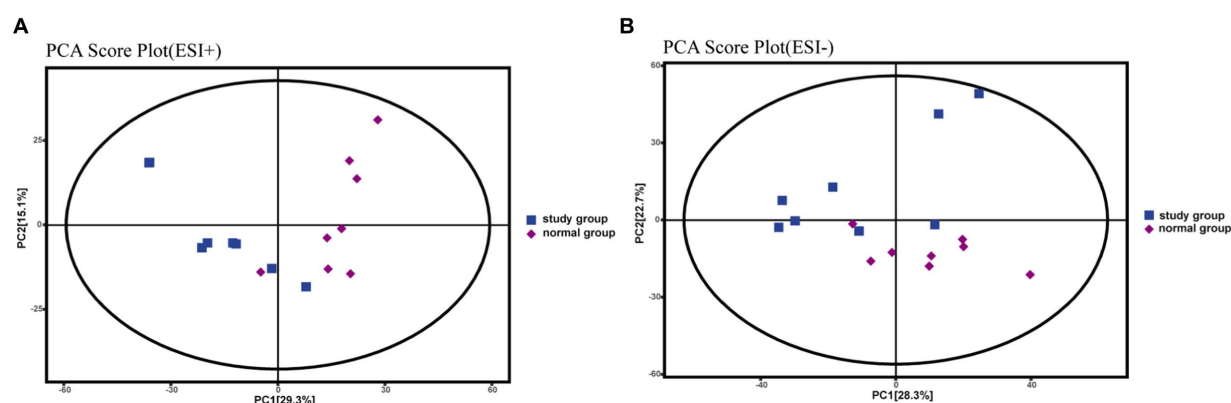 A
PCA Score Plot(ESI+)
25
0
-25
PC2[15.1%]
-60
-30
0
30
60
PC1[29.3%]
study group
normal group
B
PCA Score Plot(ESI-)
60
30
0
-30
-60
PC2[22.7%]
-40
0
40
PC1[28.3%]
study group
normal group